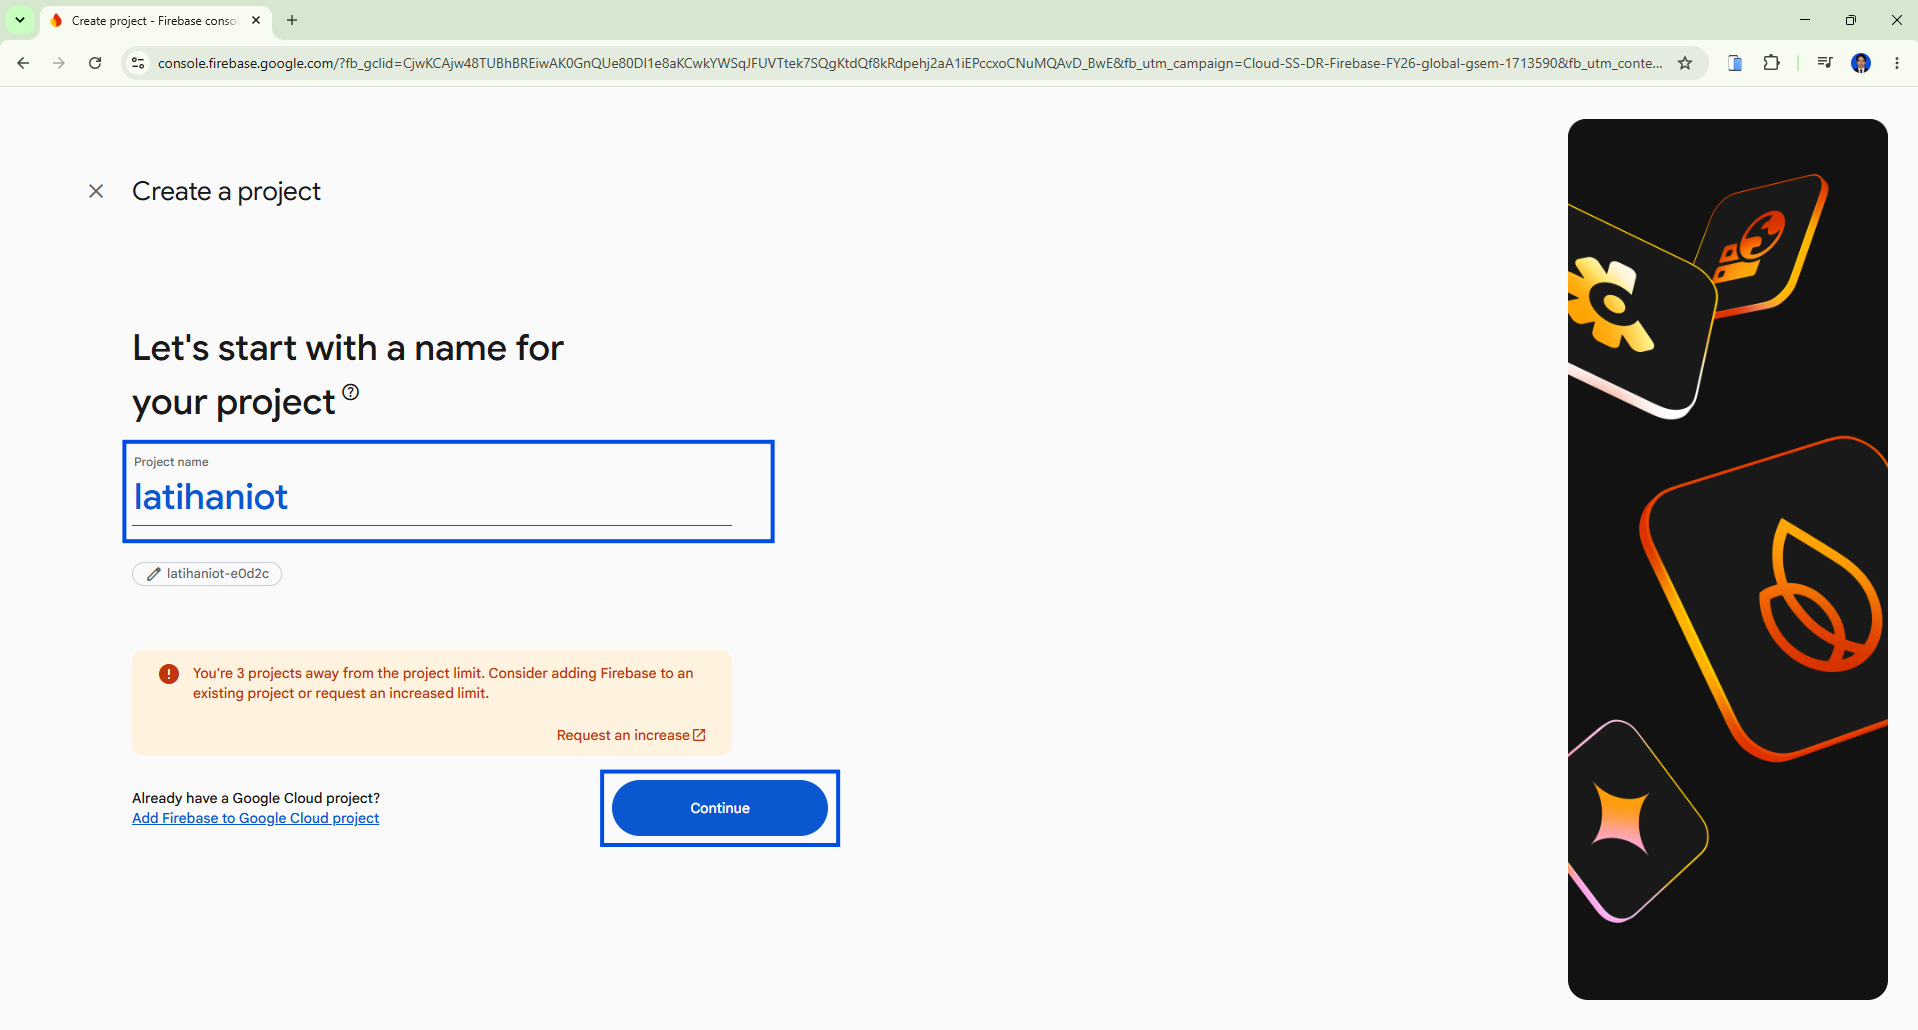 Create project - Firebase conso
console.firebase.google.com/?fb_gclid=CjwKCAjw48TUBhBREiwAK0GnQUe80DI1e8aKCwkYWSqJFUVTtek7SQgKtdQf8kRdpehj2aA1iEPccxoCNuMQAvD_BwE&fb_utm_campaign=Cloud-SS-DR-Firebase-FY26-global-gsem-1713590&fb_utm_conte...
Create a project
Let's start with a name for
your project
Project name
latihaniot
latihaniot-e0d2c
You're 3 projects away from the project limit. Consider adding Firebase to an
existing project or request an increased limit.
Request an increase
Already have a Google Cloud project?
Add Firebase to Google Cloud project
Continue